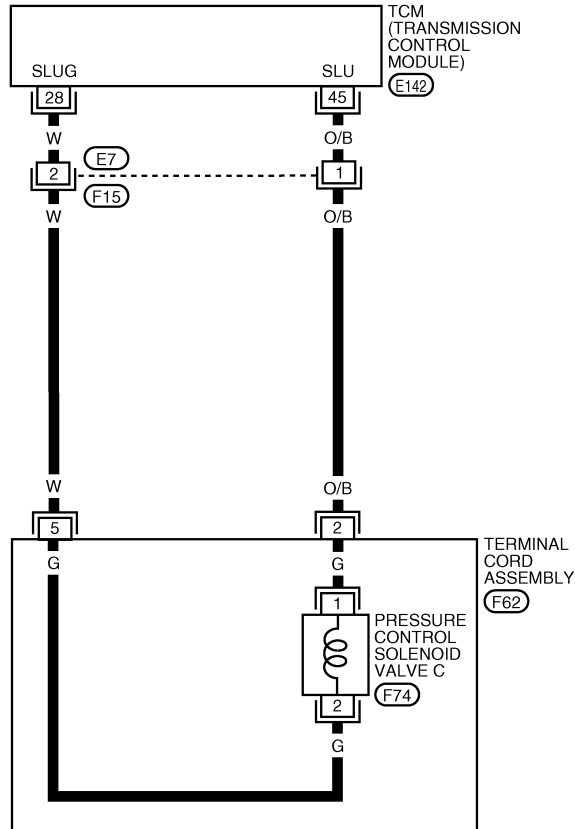 TCM
(TRANSMISSION
CONTROL
MODULE)
E142
SLUG SLU
28 45
W O/B
E7
2 1
F15
W O/B
W O/B
5 2
G G
TERMINAL
CORD
ASSEMBLY
F62
1
PRESSURE
CONTROL
SOLENOID
VALVE C
F74
2
G